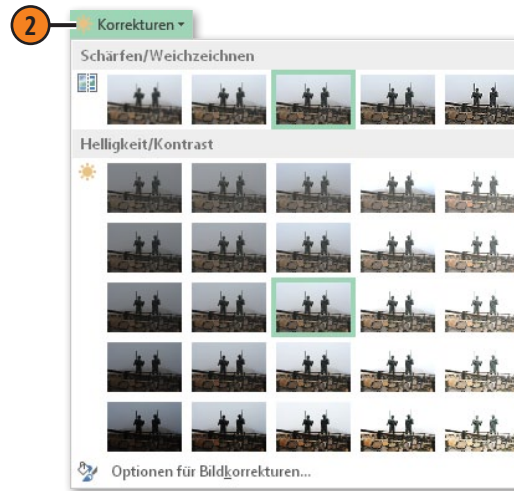 2
Korrekturen
Schärfen/Weichzeichnen
Helligkeit/Kontrast
Optionen für Bildkorrekturen...